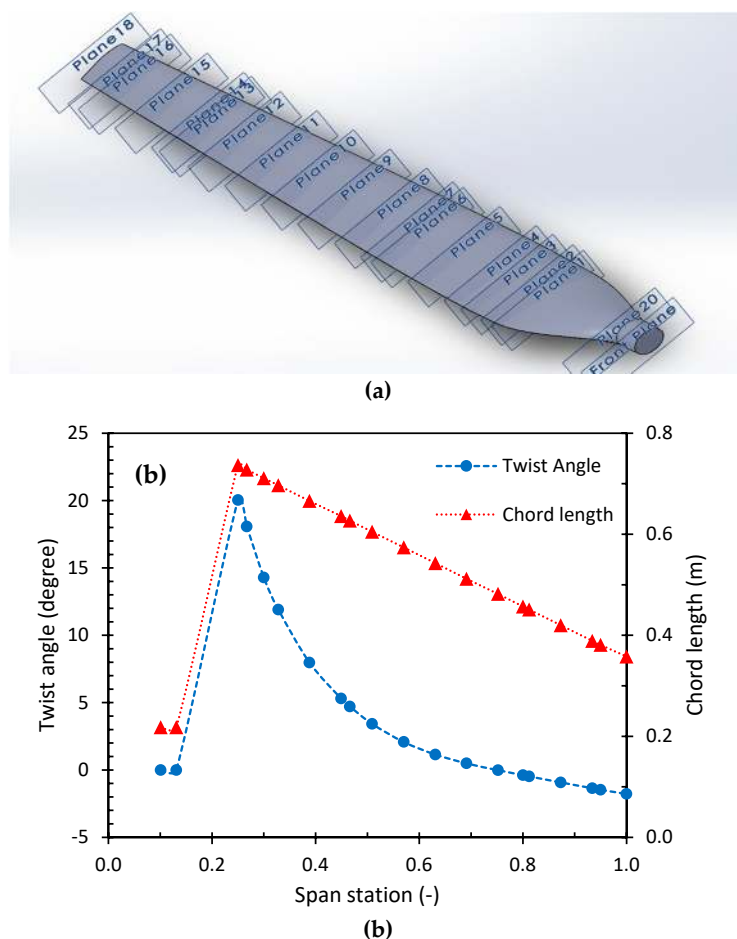 Plane18
Plane17
Plane16
Plane15
Plane14
Plane13
Plane12
Plane11
Plane10
Plane9
Plane8
Plane7
Plane6
Plane5
Plane4
Plane3
Plane2
Plane1
Plane20
Front Plane
(a)
(b)
Twist Angle
Chord length
25
20
15
10
5
0
-5
Twist angle (degree)
0.8
0.6
0.4
0.2
0.0
Chord length (m)
0.0 0.2 0.4 0.6 0.8 1.0
Span station (-)
(b)